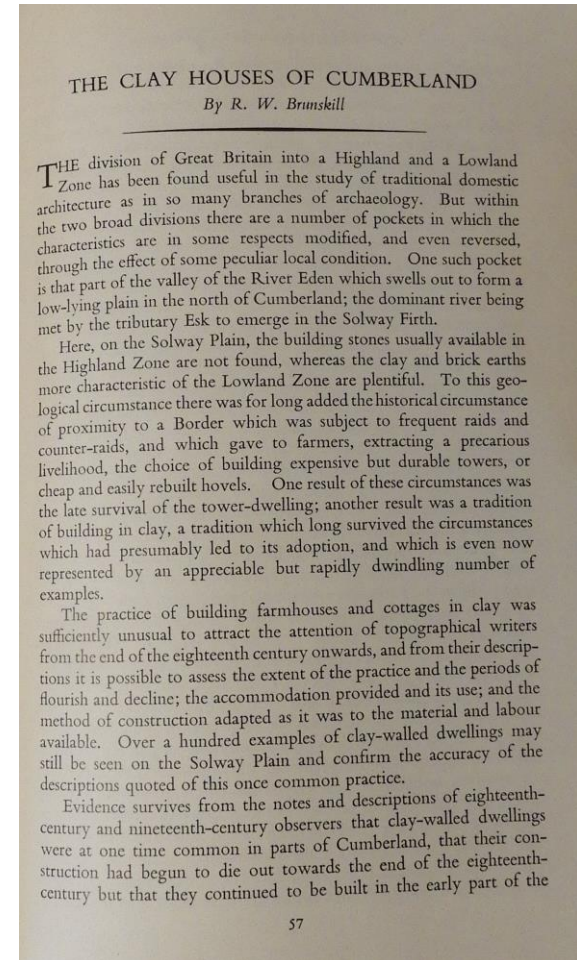 THE CLAY HOUSES OF CUMBERLAND
By R. W. Brunskill
THE division of Great Britain into a Highland and a Lowland
Zone has been found useful in the study of traditional domestic
architecture as in so many branches of archaeology. But within
the two broad divisions there are a number of pockets in which the
characteristics are in some respects modified, and even reversed,
through the effect of some peculiar local condition. One such pocket
is that part of the valley of the River Eden which swells out to form a
low-lying plain in the north of Cumberland; the dominant river being
met by the tributary Esk to emerge in the Solway Firth.
Here, on the Solway Plain, the building stones usually available in
the Highland Zone are not found, whereas the clay and brick earths
more characteristic of the Lowland Zone are plentiful. To this geo-
logical circumstance there was for long added the historical circumstance
of proximity to a Border which was subject to frequent raids and
counter-raids, and which gave to farmers, extracting a precarious
livelihood, the choice of building expensive but durable towers, or
cheap and easily rebuilt hovels. One result of these circumstances was
the late survival of the tower-dwelling; another result was a tradition
of building in clay, a tradition which long survived the circumstances
which had presumably led to its adoption, and which is even now
represented by an appreciable but rapidly dwindling number of
examples.
The practice of building farmhouses and cottages in clay was
sufficiently unusual to attract the attention of topographical writers
from the end of the eighteenth century onwards, and from their descrip-
tions it is possible to assess the extent of the practice and the periods of
flourish and decline; the accommodation provided and its use; and the
method of construction adapted as it was to the material and labour
available. Over a hundred examples of clay-walled dwellings may
still be seen on the Solway Plain and confirm the accuracy of the
descriptions quoted of this once common practice.
Evidence survives from the notes and descriptions of eighteenth-
century and nineteenth-century observers that clay-walled dwellings
were at one time common in parts of Cumberland, that their con-
struction had begun to die out towards the end of the eighteenth-
century but that they continued to be built in the early part of the
57